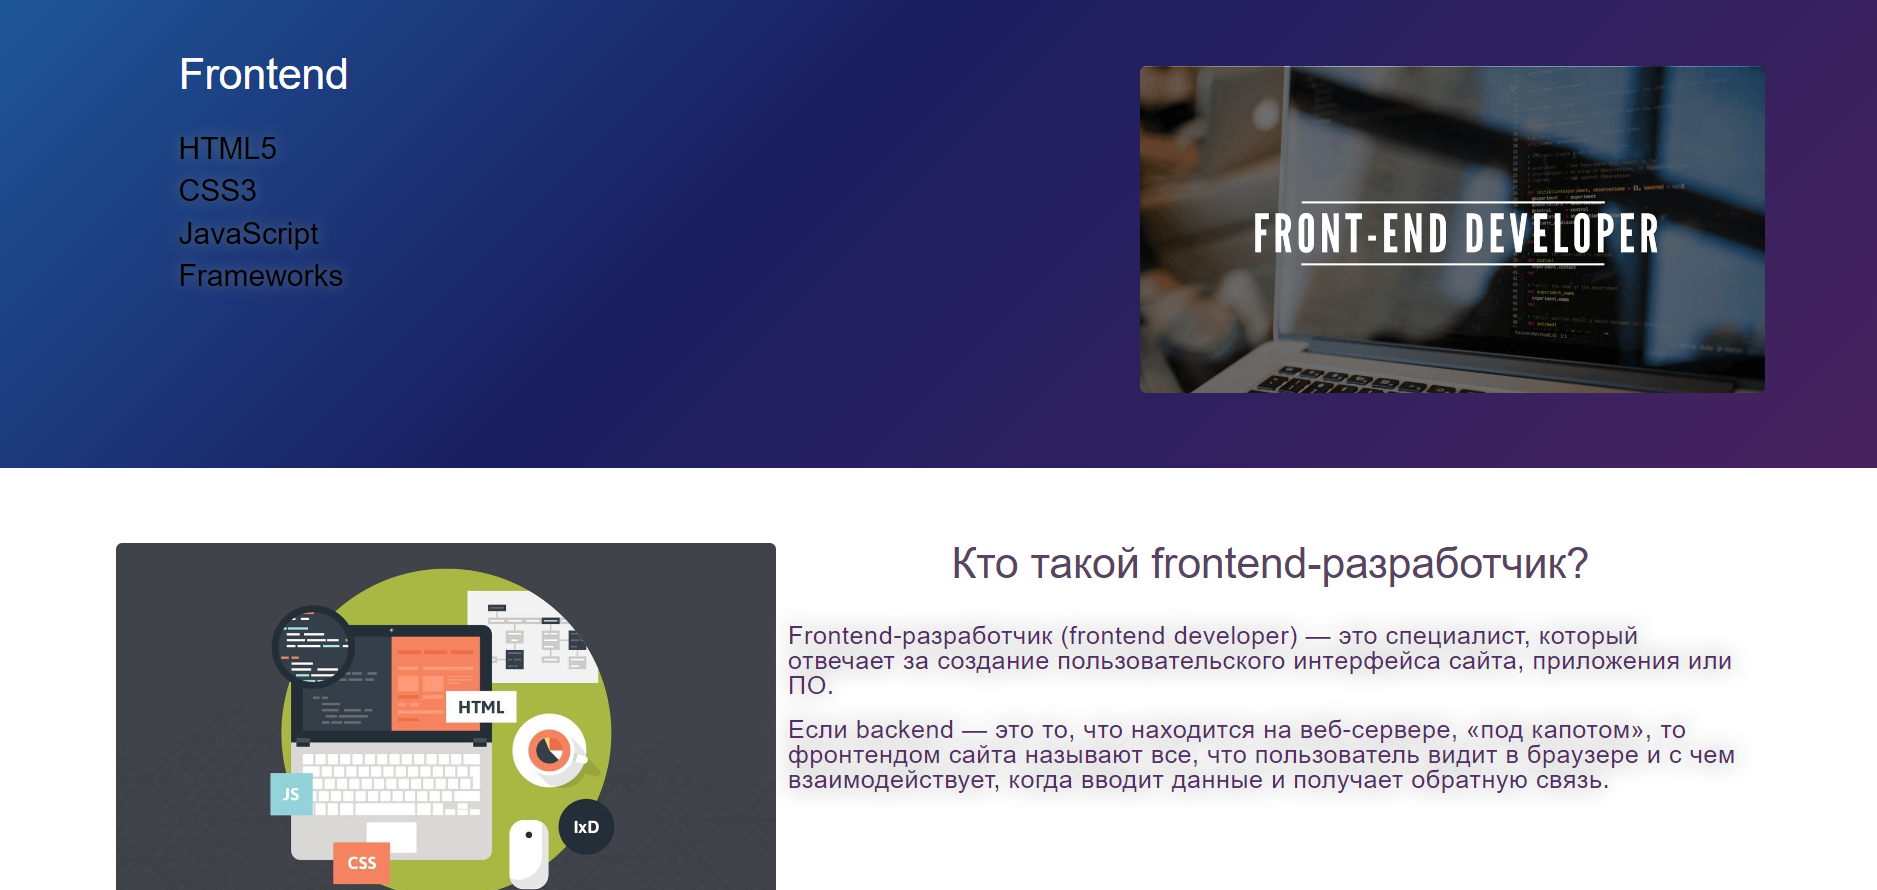 Frontend
HTML5
CSS3
JavaScript
Frameworks
FRONT-END DEVELOPER
Кто такой frontend-разработчик?
Frontend-разработчик (frontend developer) — это специалист, который
отвечает за создание пользовательского интерфейса сайта, приложения или
ПО.
Если backend — это то, что находится на веб-сервере, «под капотом», то
фронтендом сайта называют все, что пользователь видит в браузере и с чем
взаимодействует, когда вводит данные и получает обратную связь.
HTML
JS
IxD
CSS